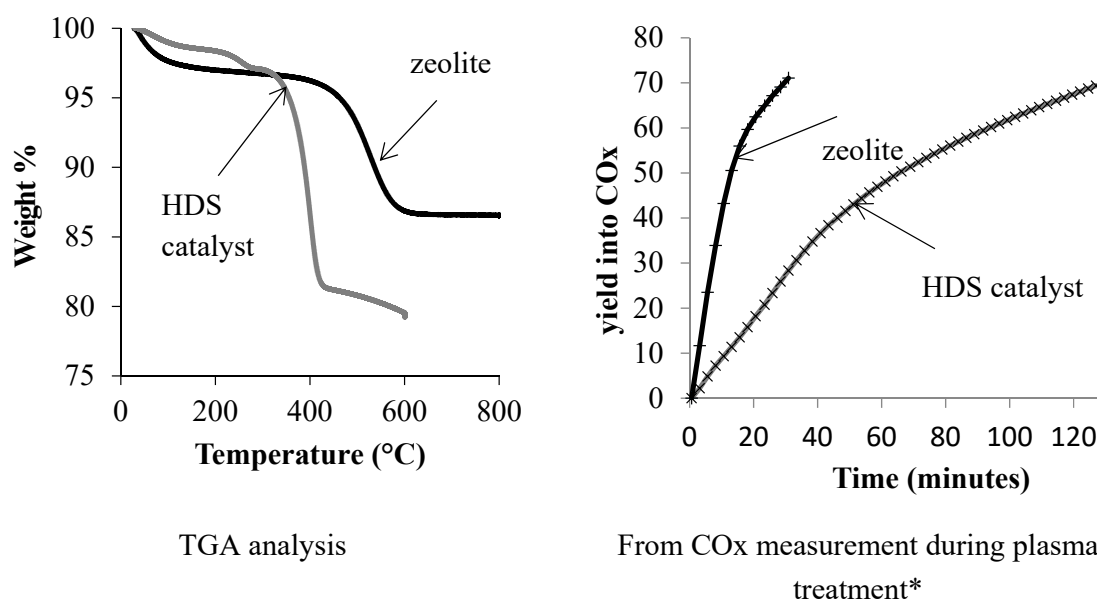 100
95
90
85
80
75
0
200
400
600
800
Weight %
Temperature (°C)
zeolite
HDS
catalyst
TGA analysis
80
70
60
50
40
30
20
10
0
0
20
40
60
80
100
120
yield into COx
Time (minutes)
zeolite
HDS catalyst
From COx measurement during plasma
treatment*